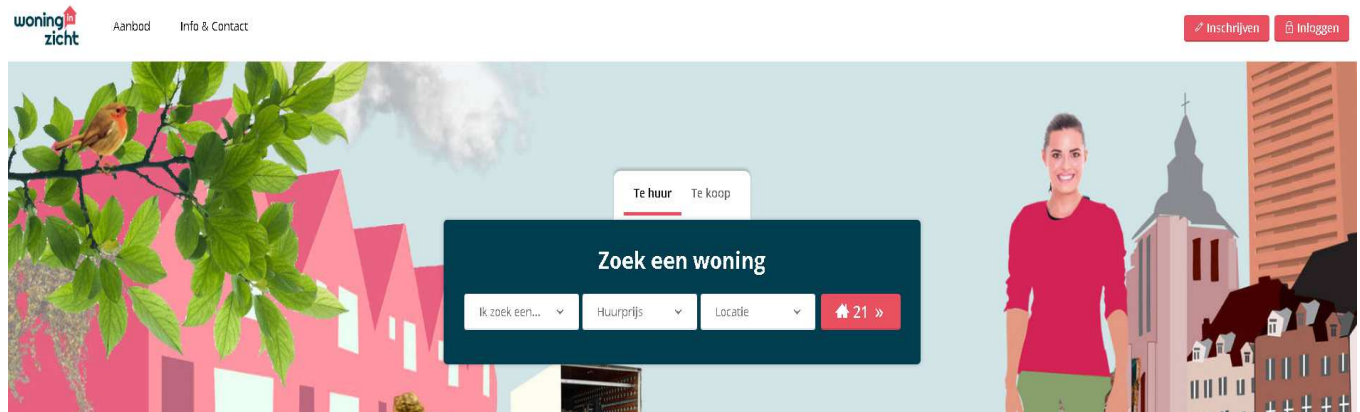 woning in
zicht
Aanbod
Info & Contact
Inschrijven
Inloggen
Te huur
Te koop
Zoek een woning
Ik zoek een...
Huurprijs
Locatie
21 »